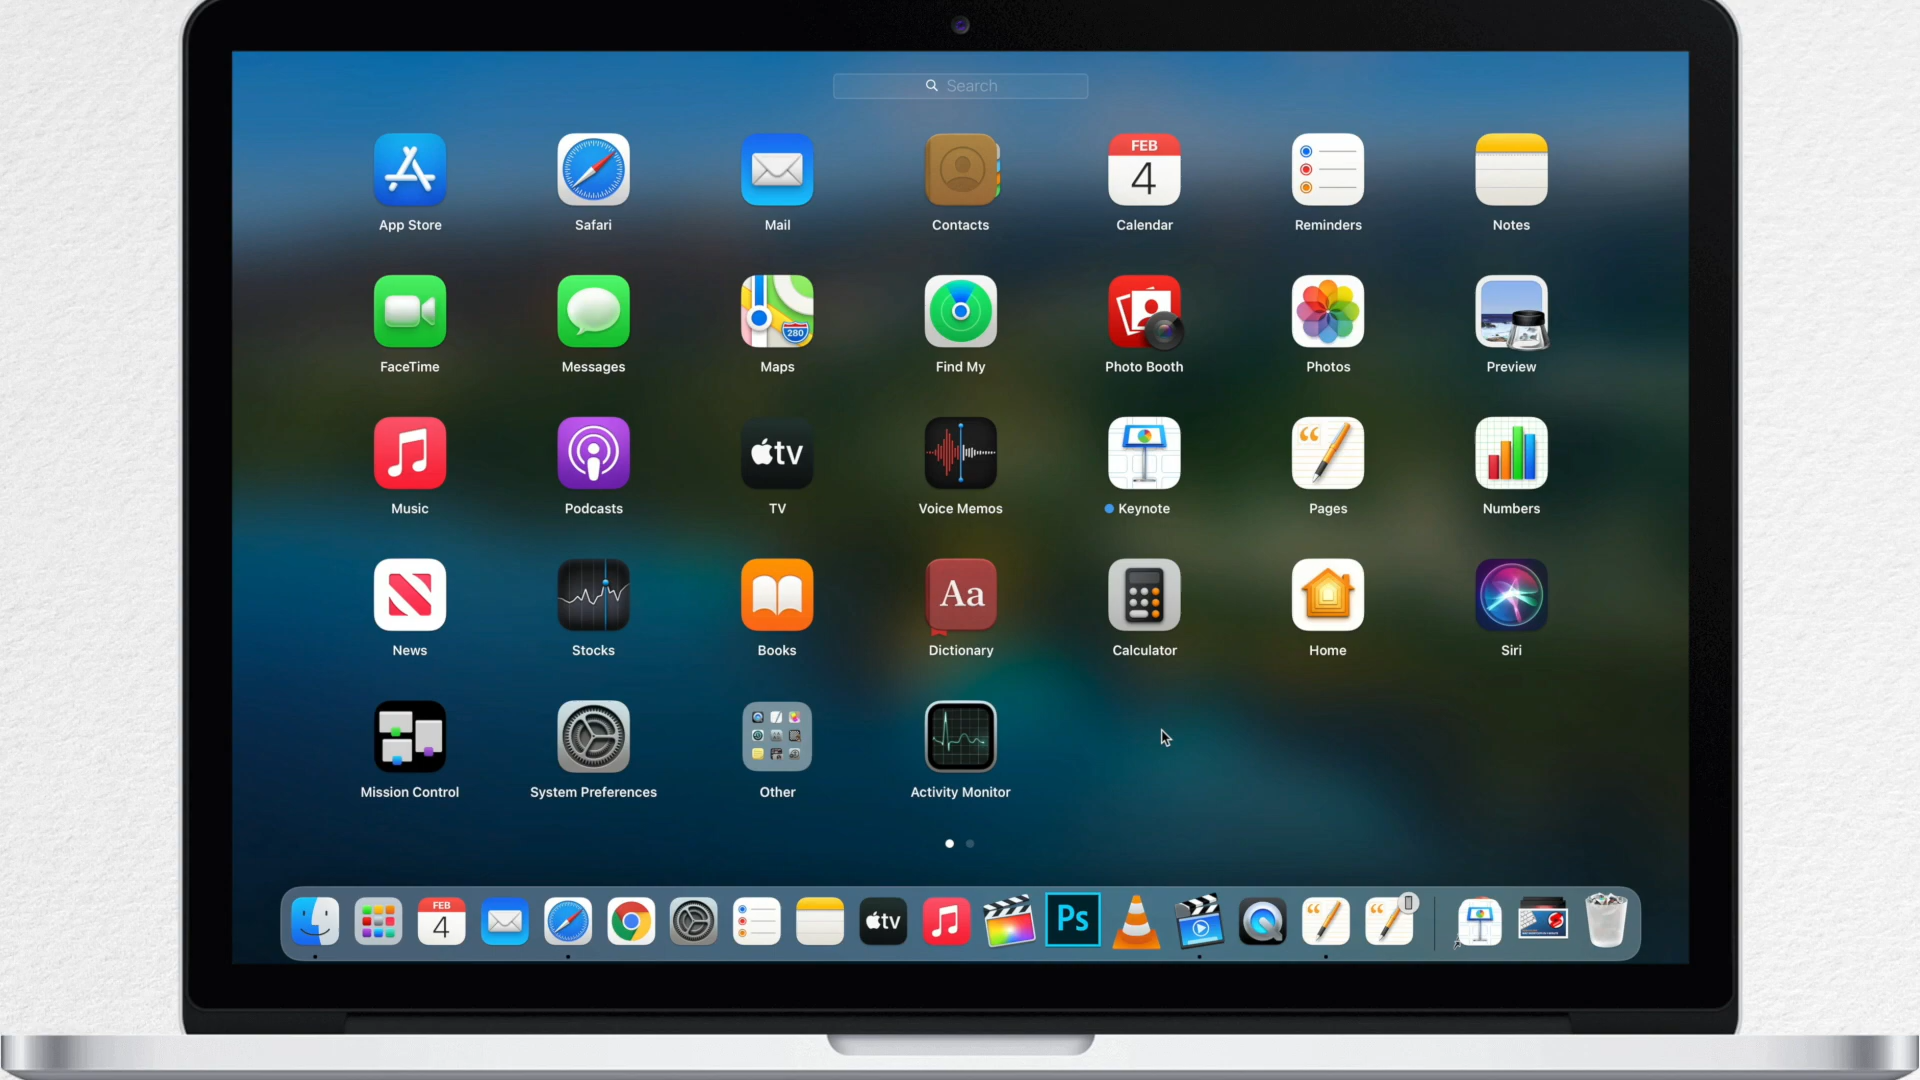 Search
App Store
Safari
Mail
Contacts
FEB
4
Calendar
Reminders
Notes
FaceTime
Messages
280
Maps
Find My
Photo Booth
Photos
Preview
Music
Podcasts
tv
TV
Voice Memos
Keynote
Pages
Numbers
News
Stocks
Books
Aa
Dictionary
Calculator
Home
Siri
Mission Control
System Preferences
Other
Activity Monitor
FEB
4
tv
Ps